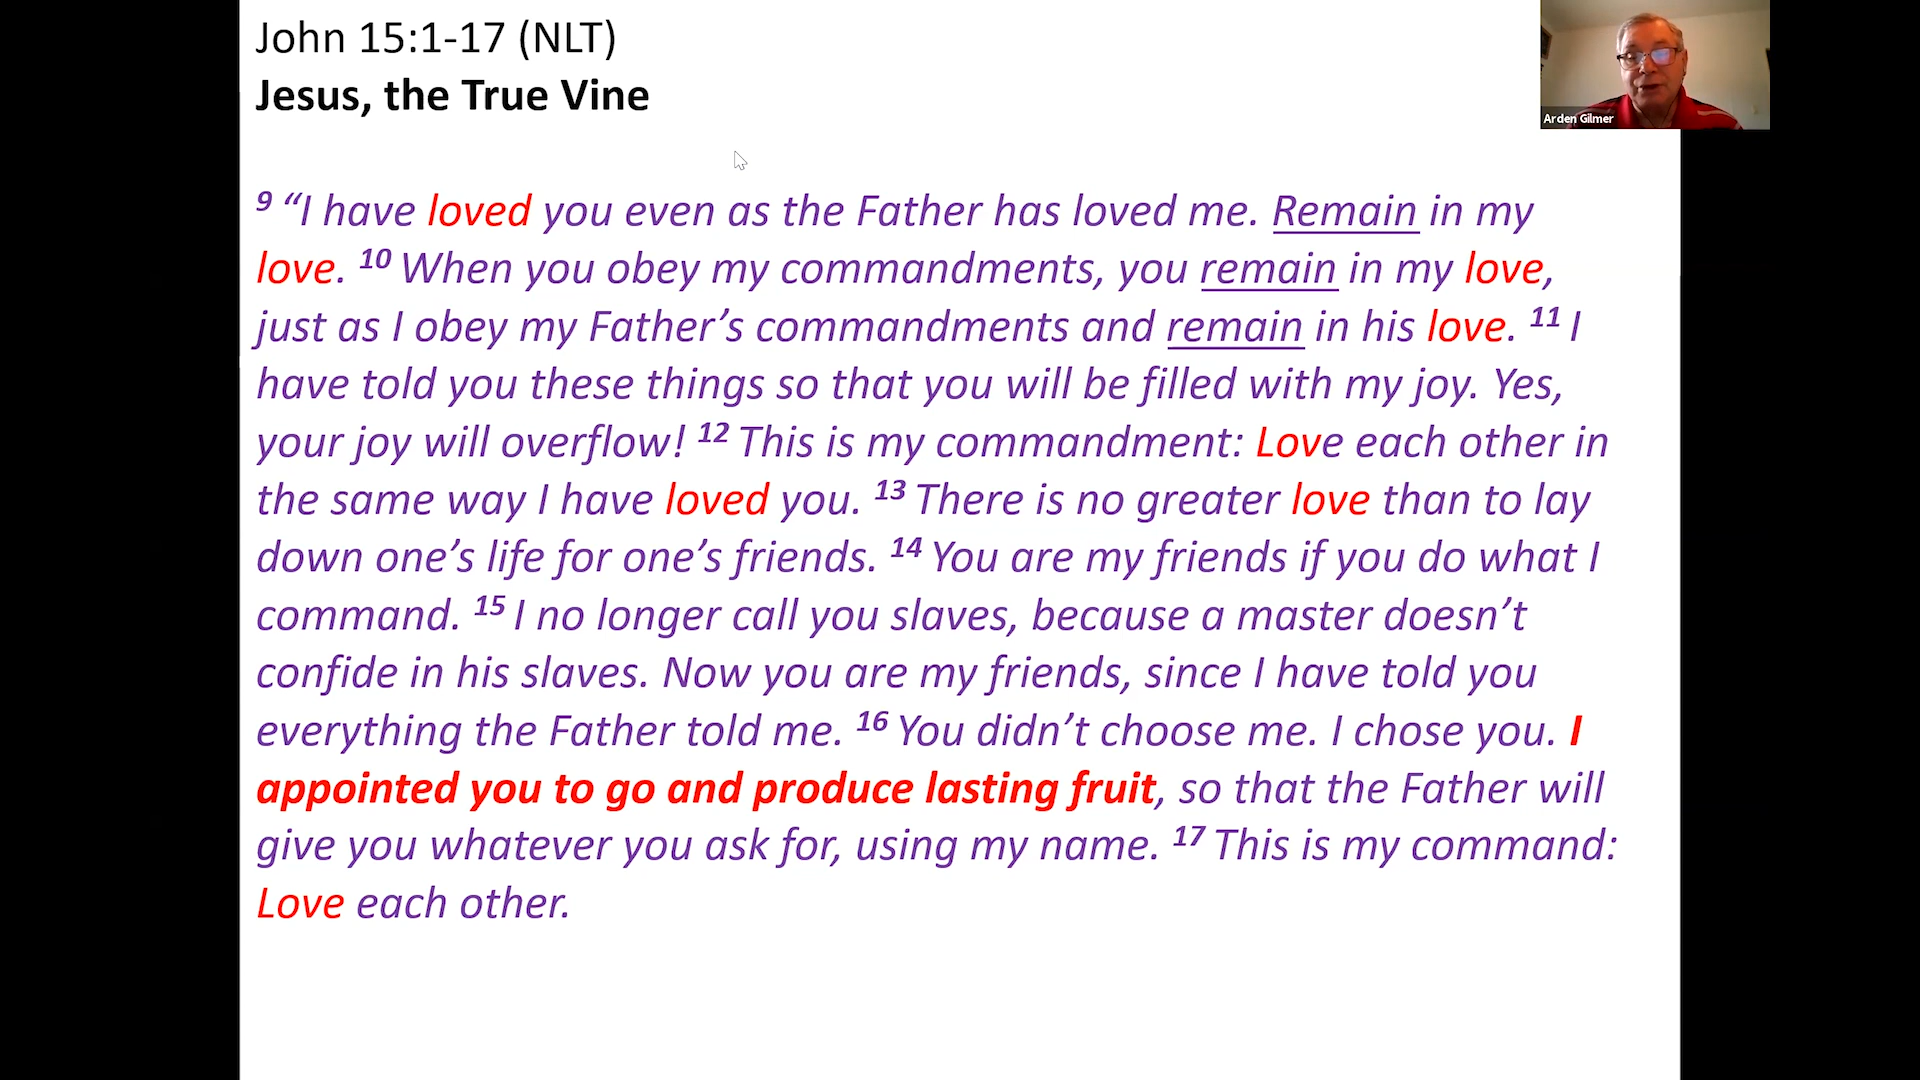 John 15:1-17 (NLT)
Jesus, the True Vine
Arden Gilmer
9 “I have loved you even as the Father has loved me. Remain in my
love. 10 When you obey my commandments, you remain in my love,
just as I obey my Father’s commandments and remain in his love. 11 I
have told you these things so that you will be filled with my joy. Yes,
your joy will overflow! 12 This is my commandment: Love each other in
the same way I have loved you. 13 There is no greater love than to lay
down one’s life for one’s friends. 14 You are my friends if you do what I
command. 15 I no longer call you slaves, because a master doesn’t
confide in his slaves. Now you are my friends, since I have told you
everything the Father told me. 16 You didn’t choose me. I chose you. I
appointed you to go and produce lasting fruit, so that the Father will
give you whatever you ask for, using my name. 17 This is my command:
Love each other.